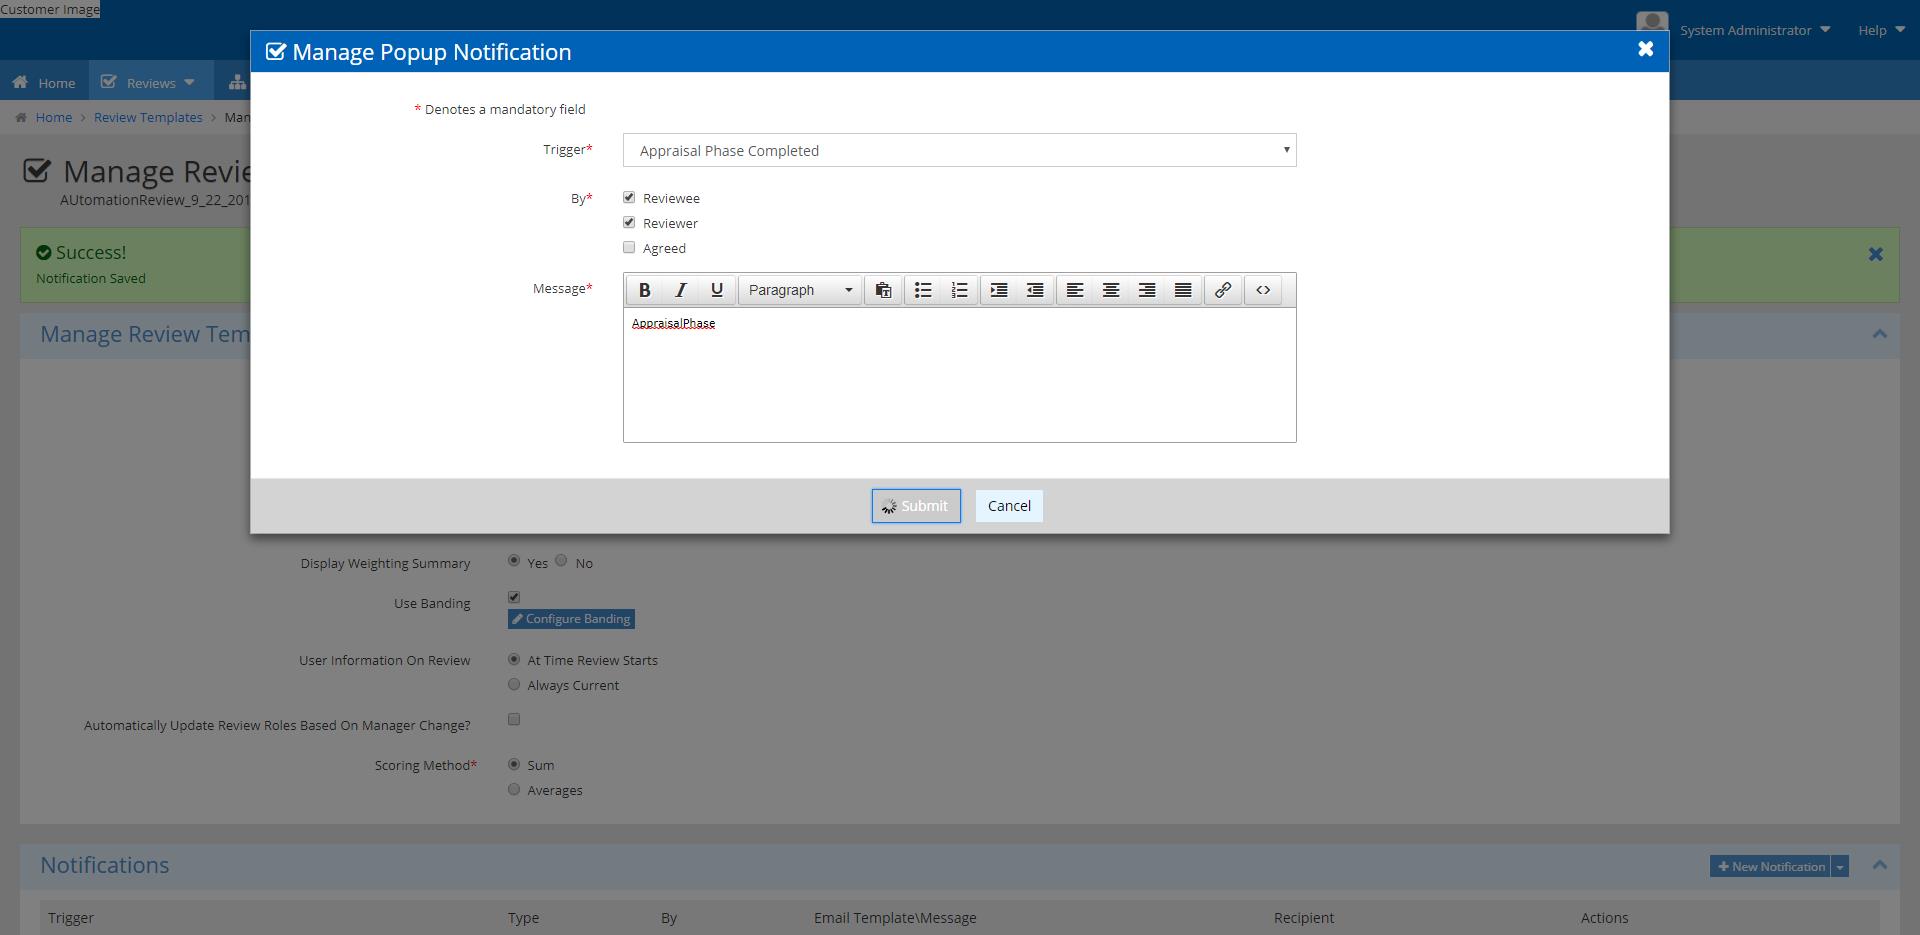 Customer Image
System Administrator
Help
Manage Popup Notification
Home
Reviews
* Denotes a mandatory field
Home > Review Templates > Man
Trigger*
Appraisal Phase Completed
Manage Revie
AUtomationReview_9_22_201
By*
Reviewee
Reviewer
Agreed
Success!
Notification Saved
Message*
B I U Paragraph
AppraisalPhase
Manage Review Tem
Submit
Cancel
Display Weighting Summary
Yes
No
Use Banding
Configure Banding
User Information On Review
At Time Review Starts
Always Current
Automatically Update Review Roles Based On Manager Change?
Scoring Method*
Sum
Averages
Notifications
New Notification
Trigger Type By Email Template\Message Recipient Actions